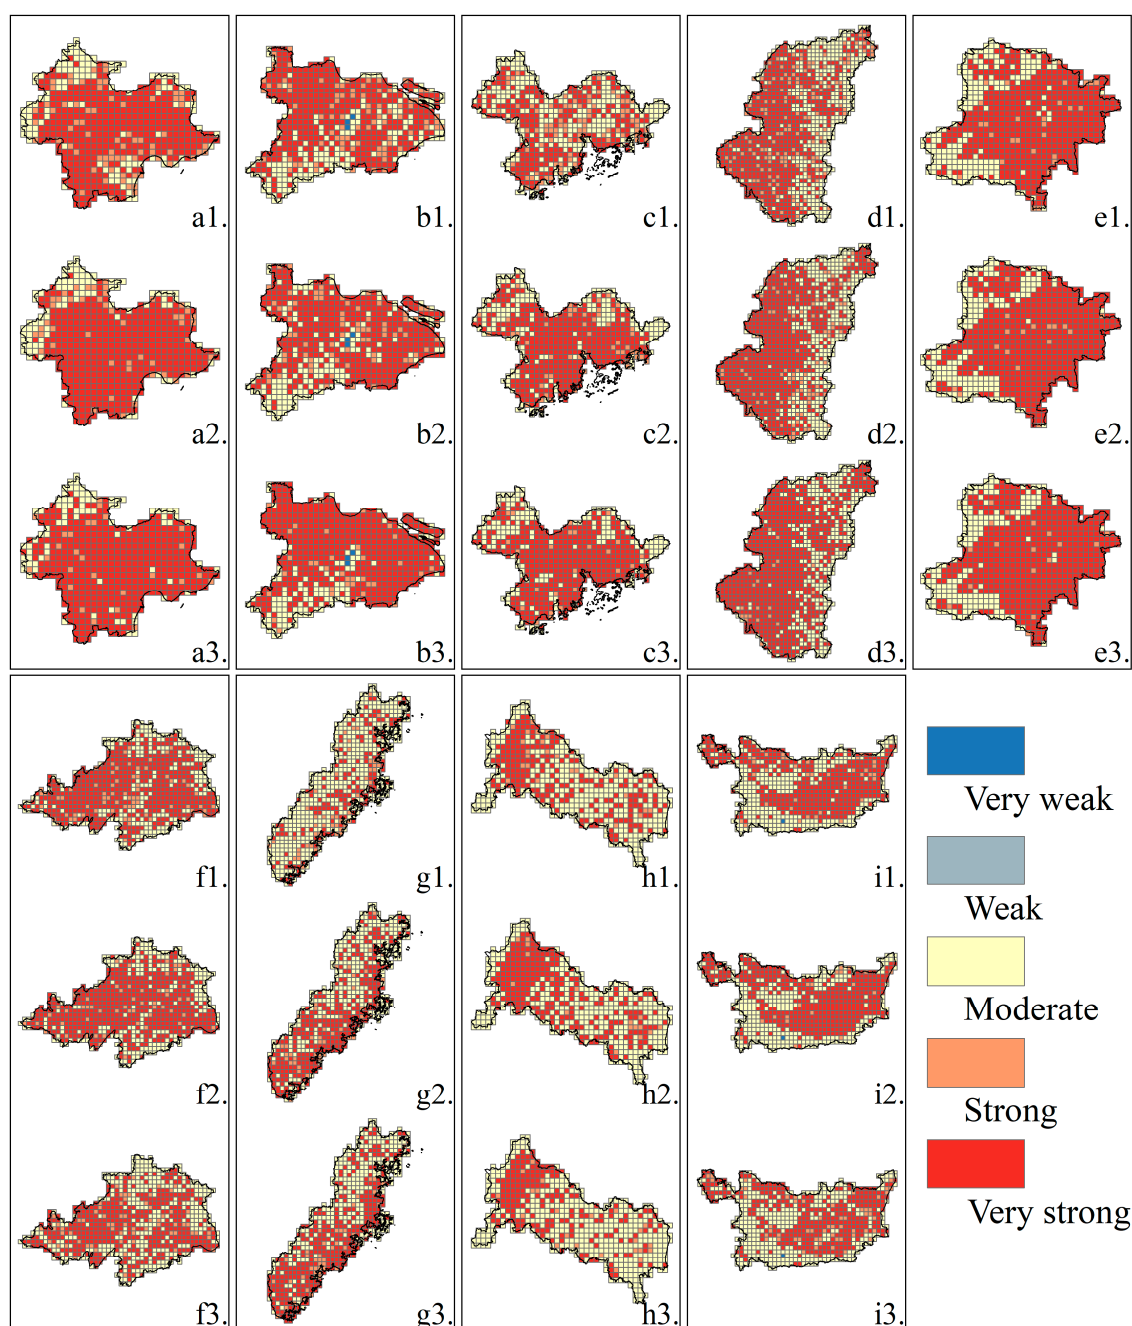 a1.
b1.
c1.
d1.
e1.
a2.
b2.
c2.
d2.
e2.
a3.
b3.
c3.
d3.
e3.
f1.
g1.
h1.
i1.
f2.
g2.
h2.
i2.
f3.
g3.
h3.
i3.
Very weak
Weak
Moderate
Strong
Very strong